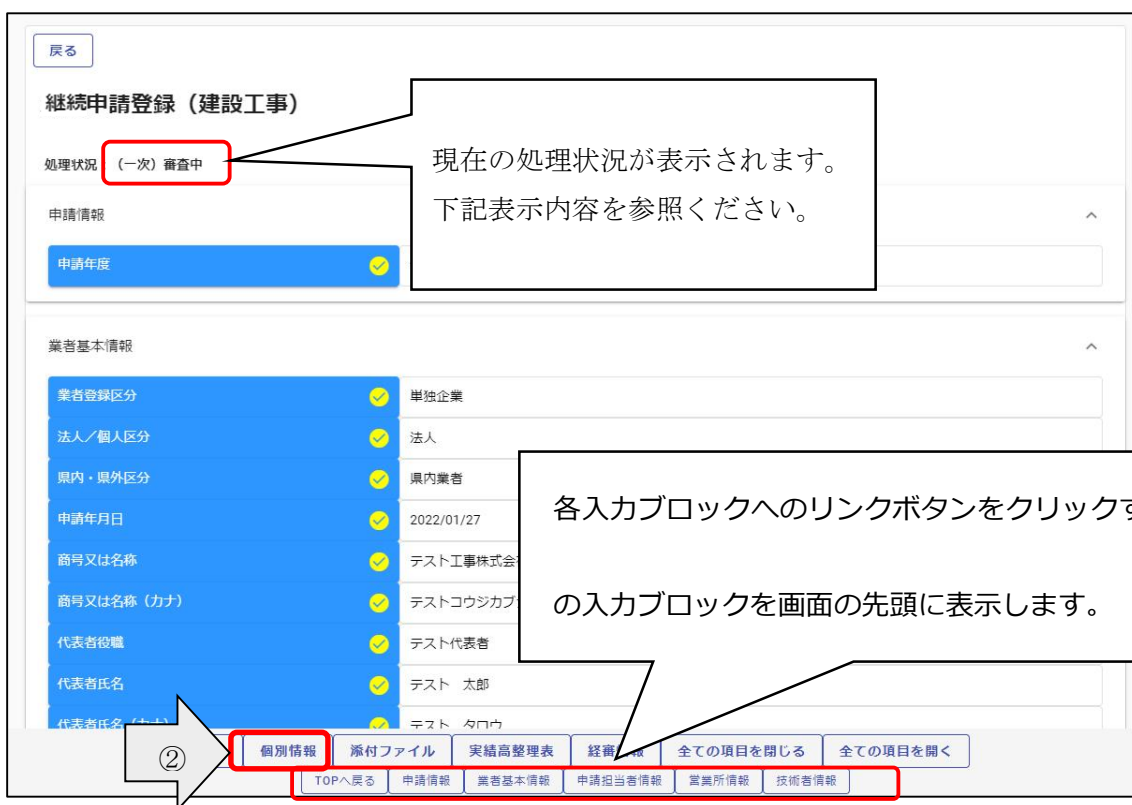 戻る
継続申請登録（建設工事）
処理状況 （一次）審査中
現在の処理状況が表示されます。
下記表示内容を参照ください。
申請情報
申請年度
業者基本情報
業者登録区分 単独企業
法人／個人区分 法人
県内・県外区分 県内業者
申請年月日 2022/01/27
商号又は名称 テスト工事株式会
商号又は名称（カナ） テストコウジカブ
代表者役職 テスト代表者
代表者氏名 テスト 太郎
代表者氏名 テスト タロウ
各入力ブロックへのリンクボタンをクリックす
の入力ブロックを画面の先頭に表示します。
②
個別情報 添付ファイル 実績高整理表 経審情報 全ての項目を閉じる 全ての項目を開く
TOPへ戻る 申請情報 業者基本情報 申請担当者情報 営業所情報 技術者情報